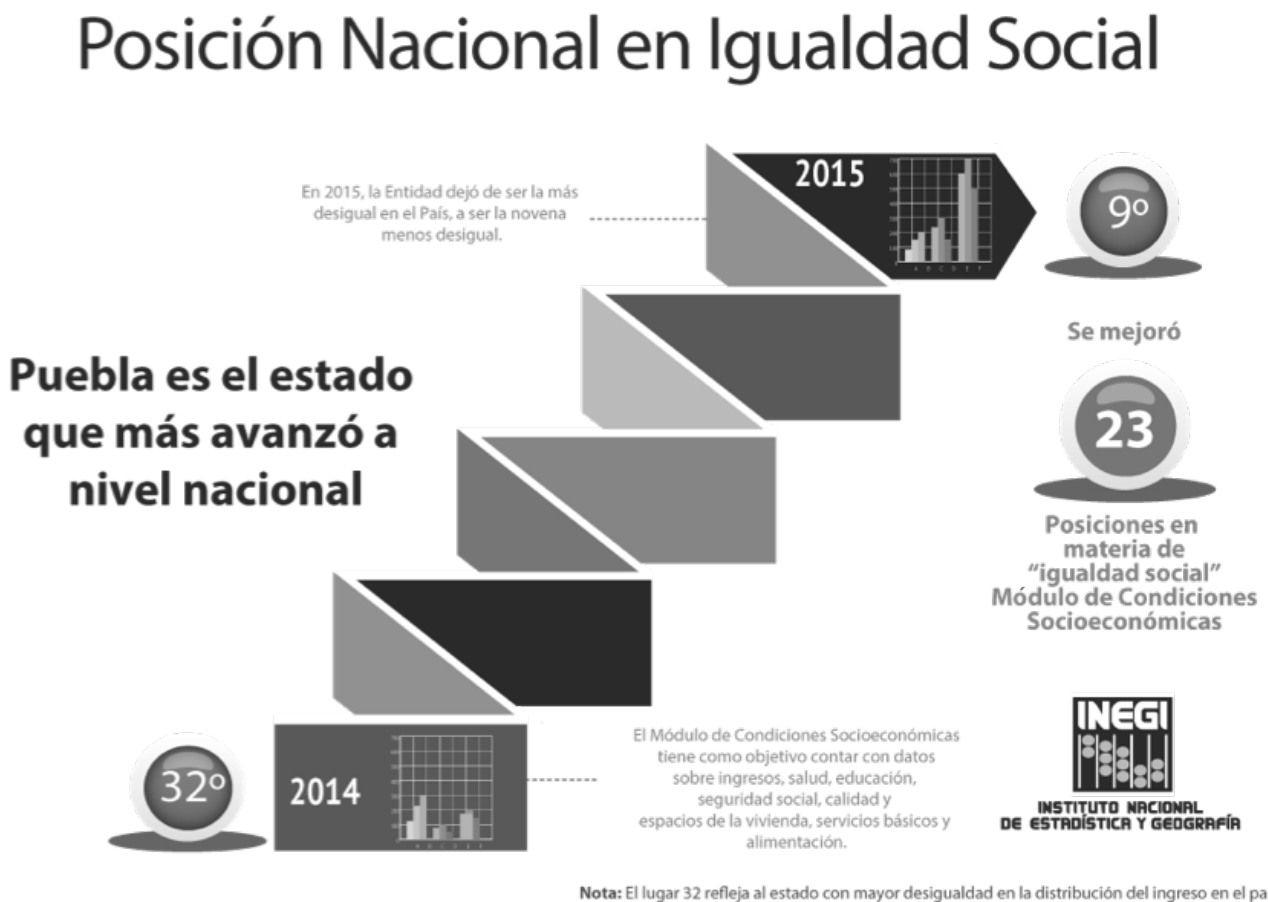 Posición Nacional en Igualdad Social
En 2015, la Entidad dejó de ser la más
desigual en el País, a ser la novena
menos desigual.
2015
9º
Se mejoró
23
Posiciones en
materia de
“igualdad social”
Módulo de Condiciones
Socioeconómicas
Puebla es el estado
que más avanzó a
nivel nacional
32º
2014
El Módulo de Condiciones Socioeconómicas
tiene como objetivo contar con datos
sobre ingresos, salud, educación,
seguridad social, calidad y
espacios de la vivienda, servicios básicos y
alimentación.
INEGI
INSTITUTO NACIONAL
DE ESTADÍSTICA Y GEOGRAFÍA
Nota: El lugar 32 refleja al estado con mayor desigualdad en la distribución del ingreso en el pa